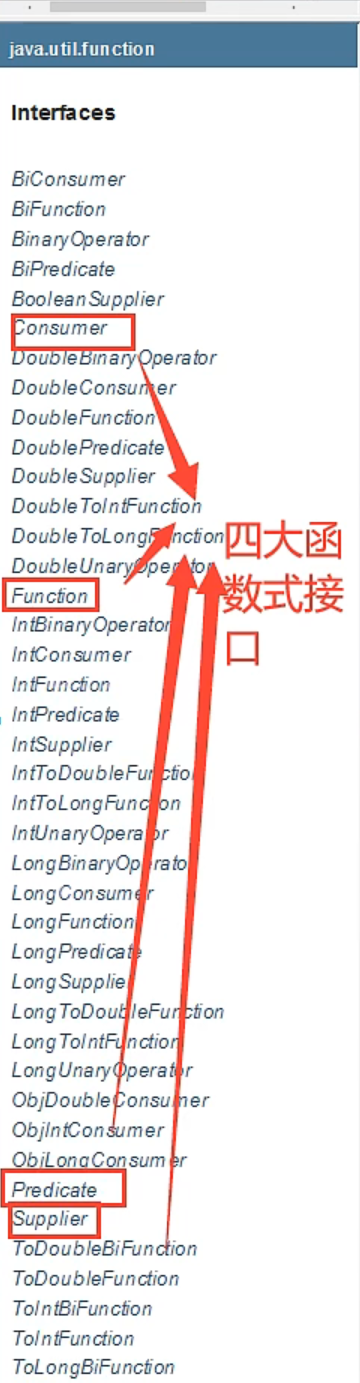 java.util.function
Interfaces
BiConsumer
BiFunction
BinaryOperator
BiPredicate
BooleanSupplier
Consumer
DoubleBinaryOperator
DoubleConsumer
DoubleFunction
DoublePredicate
DoubleSupplier
DoubleToIntFunction
DoubleToLongFunction
DoubleUnaryOperator
四大函
数式接
口
Function
IntBinaryOperator
IntConsumer
IntFunction
IntPredicate
IntSupplier
IntToDoubleFunction
IntToLongFunction
IntUnaryOperator
LongBinaryOperator
LongConsumer
LongFunction
LongPredicate
LongSupplier
LongToDoubleFunction
LongToIntFunction
LongUnaryOperator
ObjDoubleConsumer
ObjIntConsumer
ObjLongConsumer
Predicate
Supplier
ToDoubleBiFunction
ToDoubleFunction
ToIntBiFunction
ToIntFunction
ToLongBiFunction